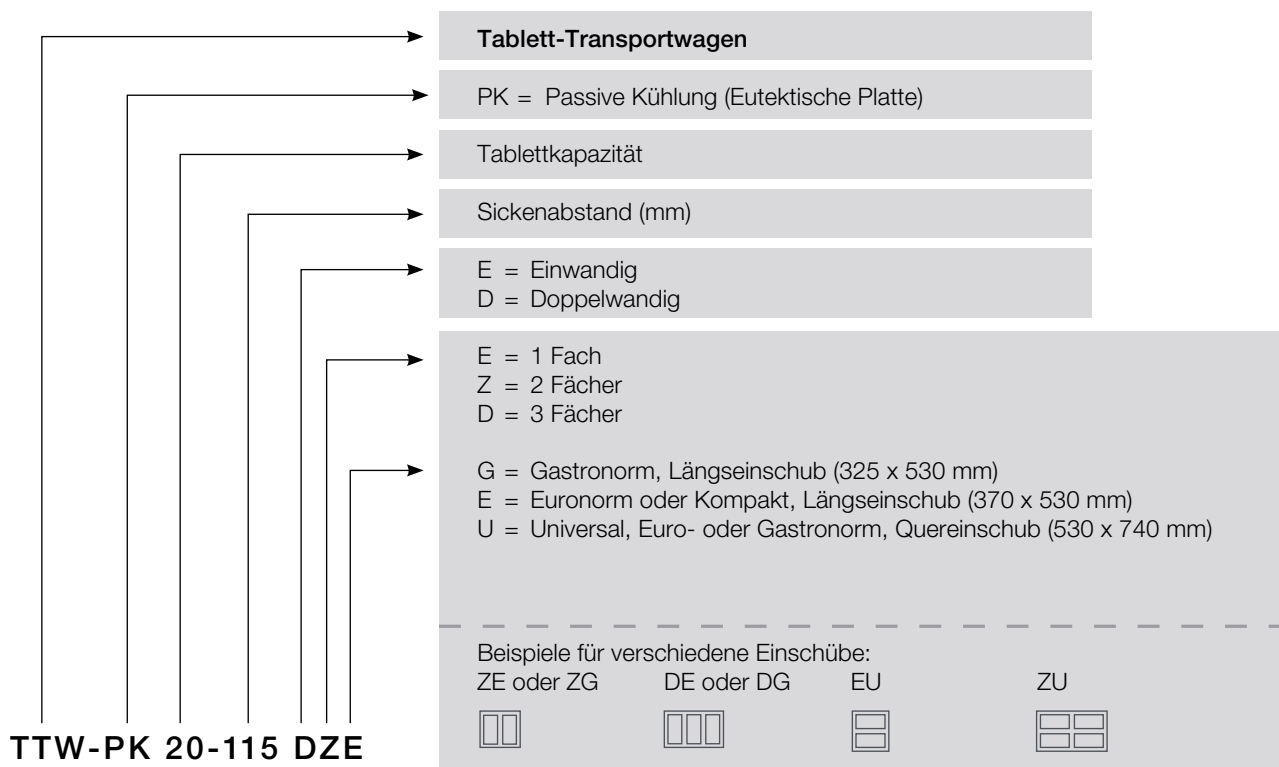 Tablett-Transportwagen
PK = Passive Kühlung (Eutektische Platte)
Tablettkapazität
Sickenabstand (mm)
E = Einwandig
D = Doppelwandig
E = 1 Fach
Z = 2 Fächer
D = 3 Fächer
G = Gastronorm, Längseinschub (325 x 530 mm)
E = Euronorm oder Kompakt, Längseinschub (370 x 530 mm)
U = Universal, Euro- oder Gastronorm, Quereinschub (530 x 740 mm)
Beispiele für verschiedene Einschübe:
ZE oder ZG DE oder DG EU ZU
TTW-PK 20-115 DZE